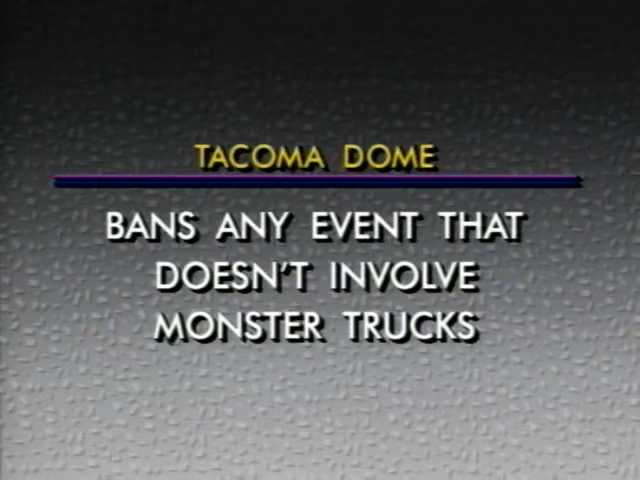 TACOMA DOME
BANS ANY EVENT THAT
DOESN'T INVOLVE
MONSTER TRUCKS